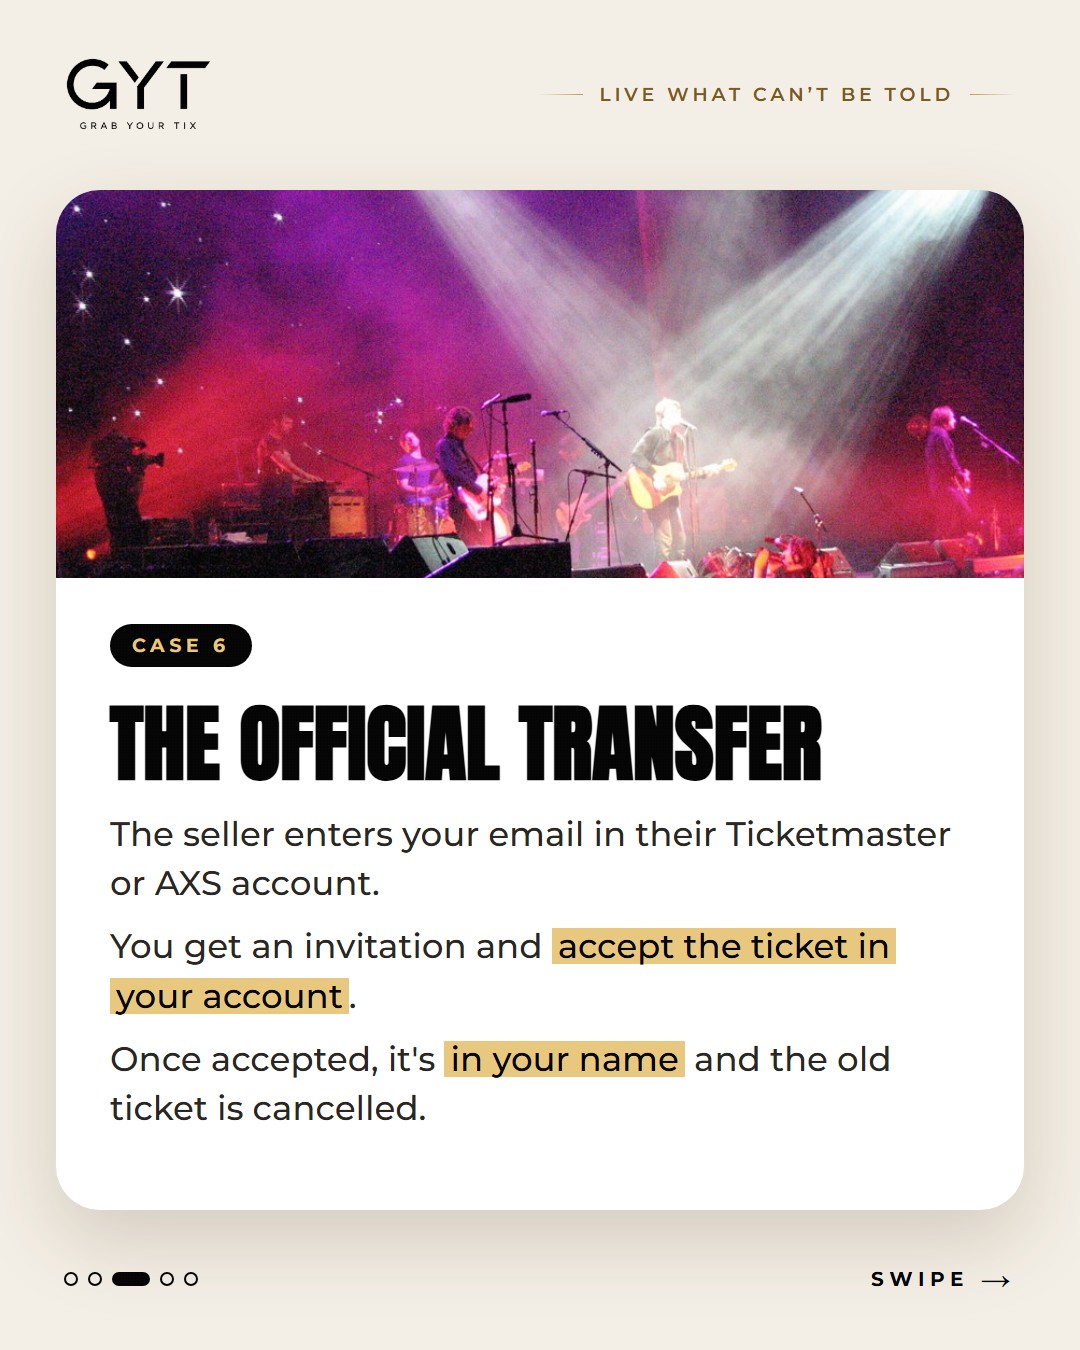 GYT
GRAB YOUR TIX
LIVE WHAT CAN’T BE TOLD
CASE 6
THE OFFICIAL TRANSFER
The seller enters your email in their Ticketmaster
or AXS account.
You get an invitation and accept the ticket in
your account.
Once accepted, it's in your name and the old
ticket is cancelled.
SWIPE →